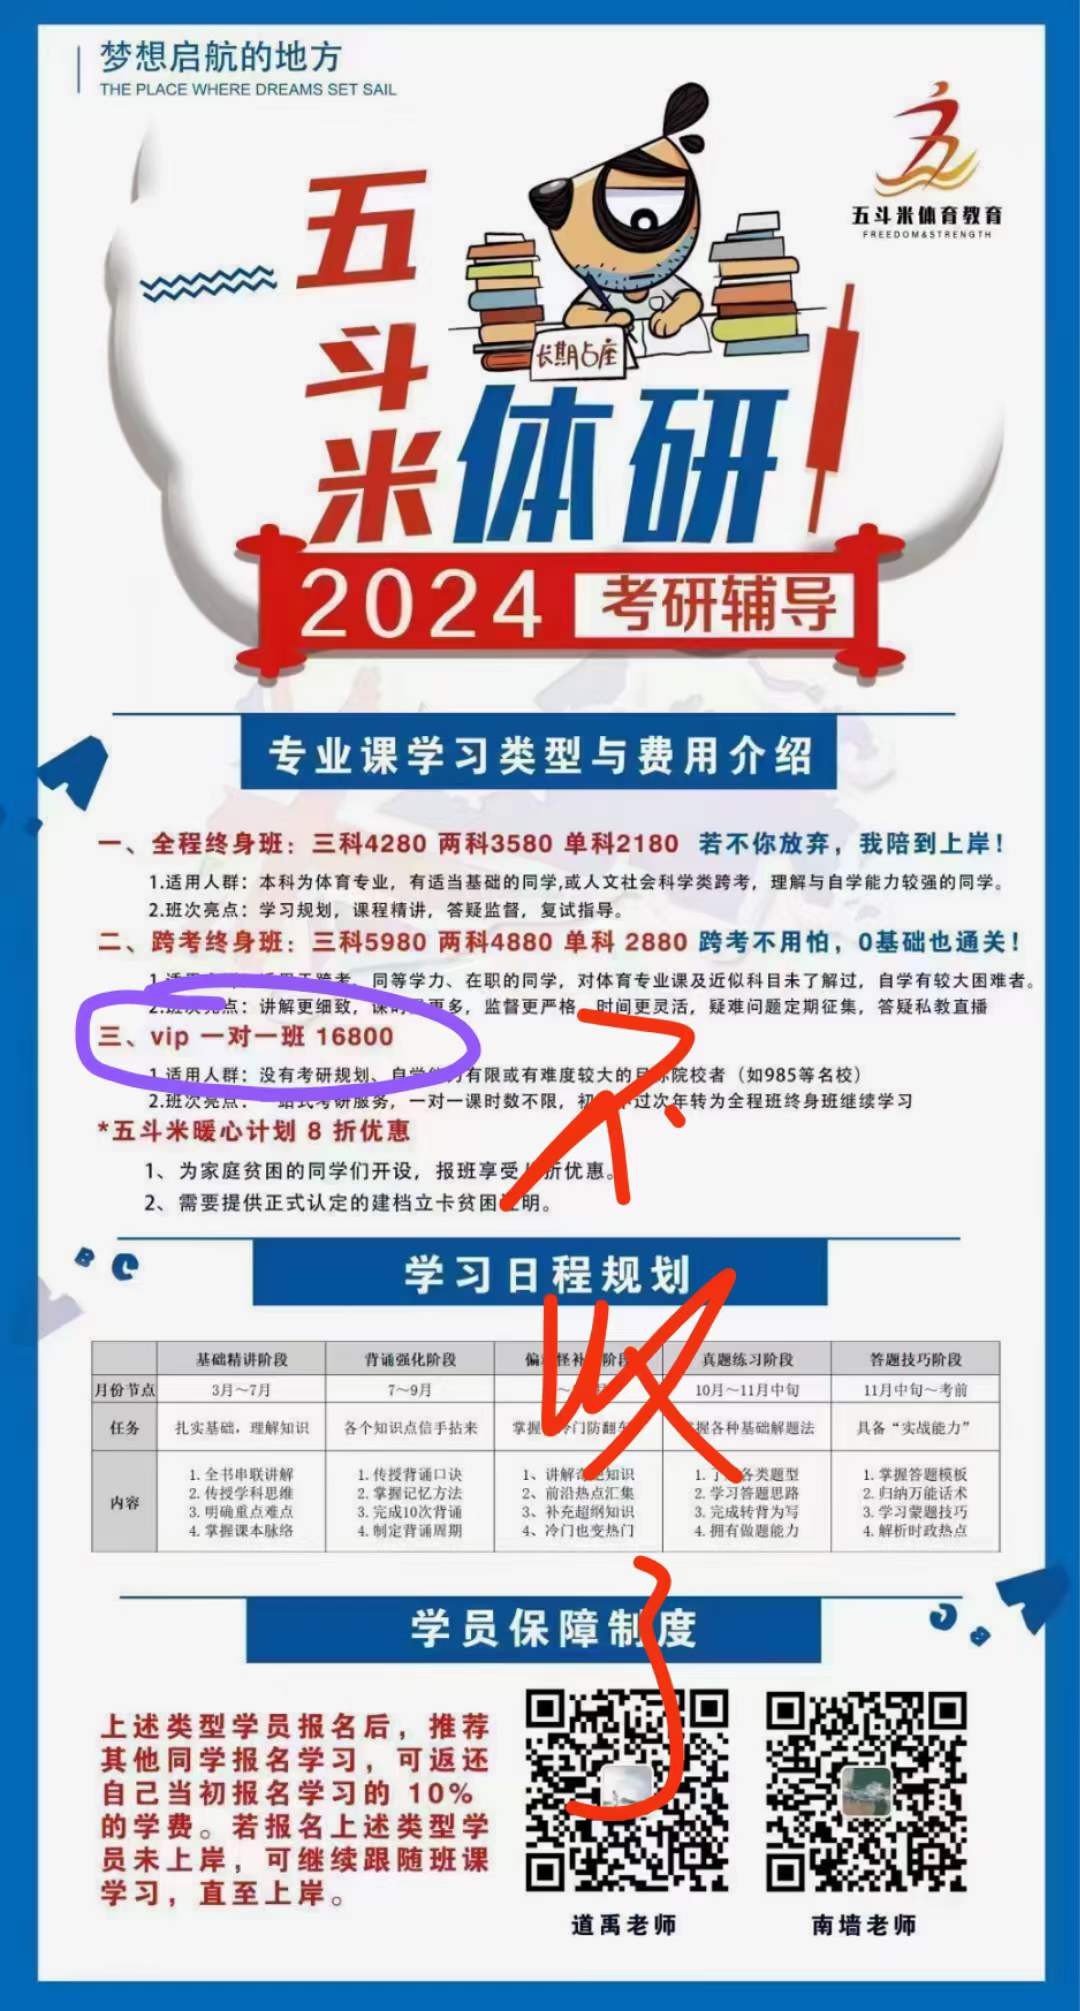 梦想启航的地方
THE PLACE WHERE DREAMS SET SAIL
五斗米体育教育
FREEDOM&STRENGTH
五斗米
长期占座
体研
2024 考研辅导
专业课学习类型与费用介绍
一、全程终身班：三科4280 两科3580 单科2180 若不你放弃，我陪到上岸！
1.适用人群：本科为体育专业，有适当基础的同学,或人文社会科学类跨考，理解与自学能力较强的同学。
2.班次亮点：学习规划，课程精讲，答疑监督，复试指导。
二、跨考终身班：三科5980 两科4880 单科 2880 跨考不用怕，0基础也通关！
1.适用 跨考、同等学力、在职的同学，对体育专业课及近似科目未了解过，自学有较大困难者。
2.班次亮点：讲解更细致，课时 更多，监督更严格，时间更灵活，疑难问题定期征集，答疑私教直播
三、vip 一对一班 16800
1.适用人群：没有考研规划、自学能力有限或有难度较大的目标院校者（如985等名校）
2.班次亮点：一站式考研服务，一对一课时数不限，初 不过次年转为全程班终身班继续学习
*五斗米暖心计划 8 折优惠
1、为家庭贫困的同学们开设，报班享受 折优惠。
2、需要提供正式认定的建档立卡贫困证明。
不收了
学习日程规划
基础精讲阶段 背诵强化阶段 偏 怪补 阶段 真题练习阶段 答题技巧阶段
月份节点 3月～7月 7～9月 10月～11月中旬 11月中旬～考前
任务 扎实基础，理解知识 各个知识点信手拈来 掌握 冷门防翻车 掌握各种基础解题法 具备“实战能力”
内容
1.全书串联讲解
2.传授学科思维
3.明确重点难点
4.掌握课本脉络
1.传授背诵口诀
2.掌握记忆方法
3.完成10次背诵
4.制定背诵周期
1、讲解 知识
2、前沿热点汇集
3、补充超纲知识
4、冷门也变热门
1.了解各类题型
2.学习答题思路
3.完成转背为写
4.拥有做题能力
1.掌握答题模板
2.归纳万能话术
3.学习蒙题技巧
4.解析时政热点
学员保障制度
上述类型学员报名后，推荐
其他同学报名学习，可返还
自己当初报名学习的 10%
的学费。若报名上述类型学
员未上岸，可继续跟随班课
学习，直至上岸。
道禹老师
南墙老师